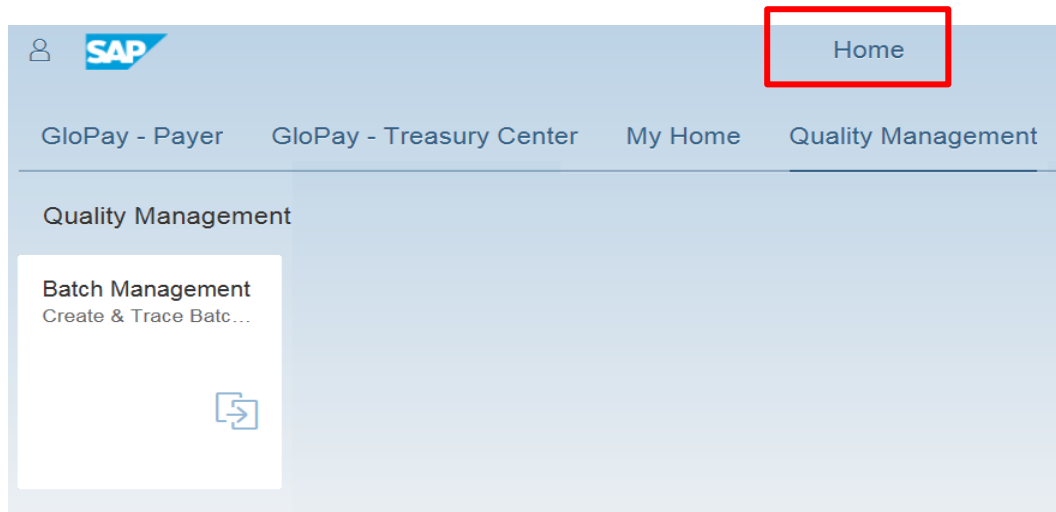 SAP Home
GloPay - Payer GloPay - Treasury Center My Home Quality Management
Quality Management
Batch Management
Create & Trace Batc...